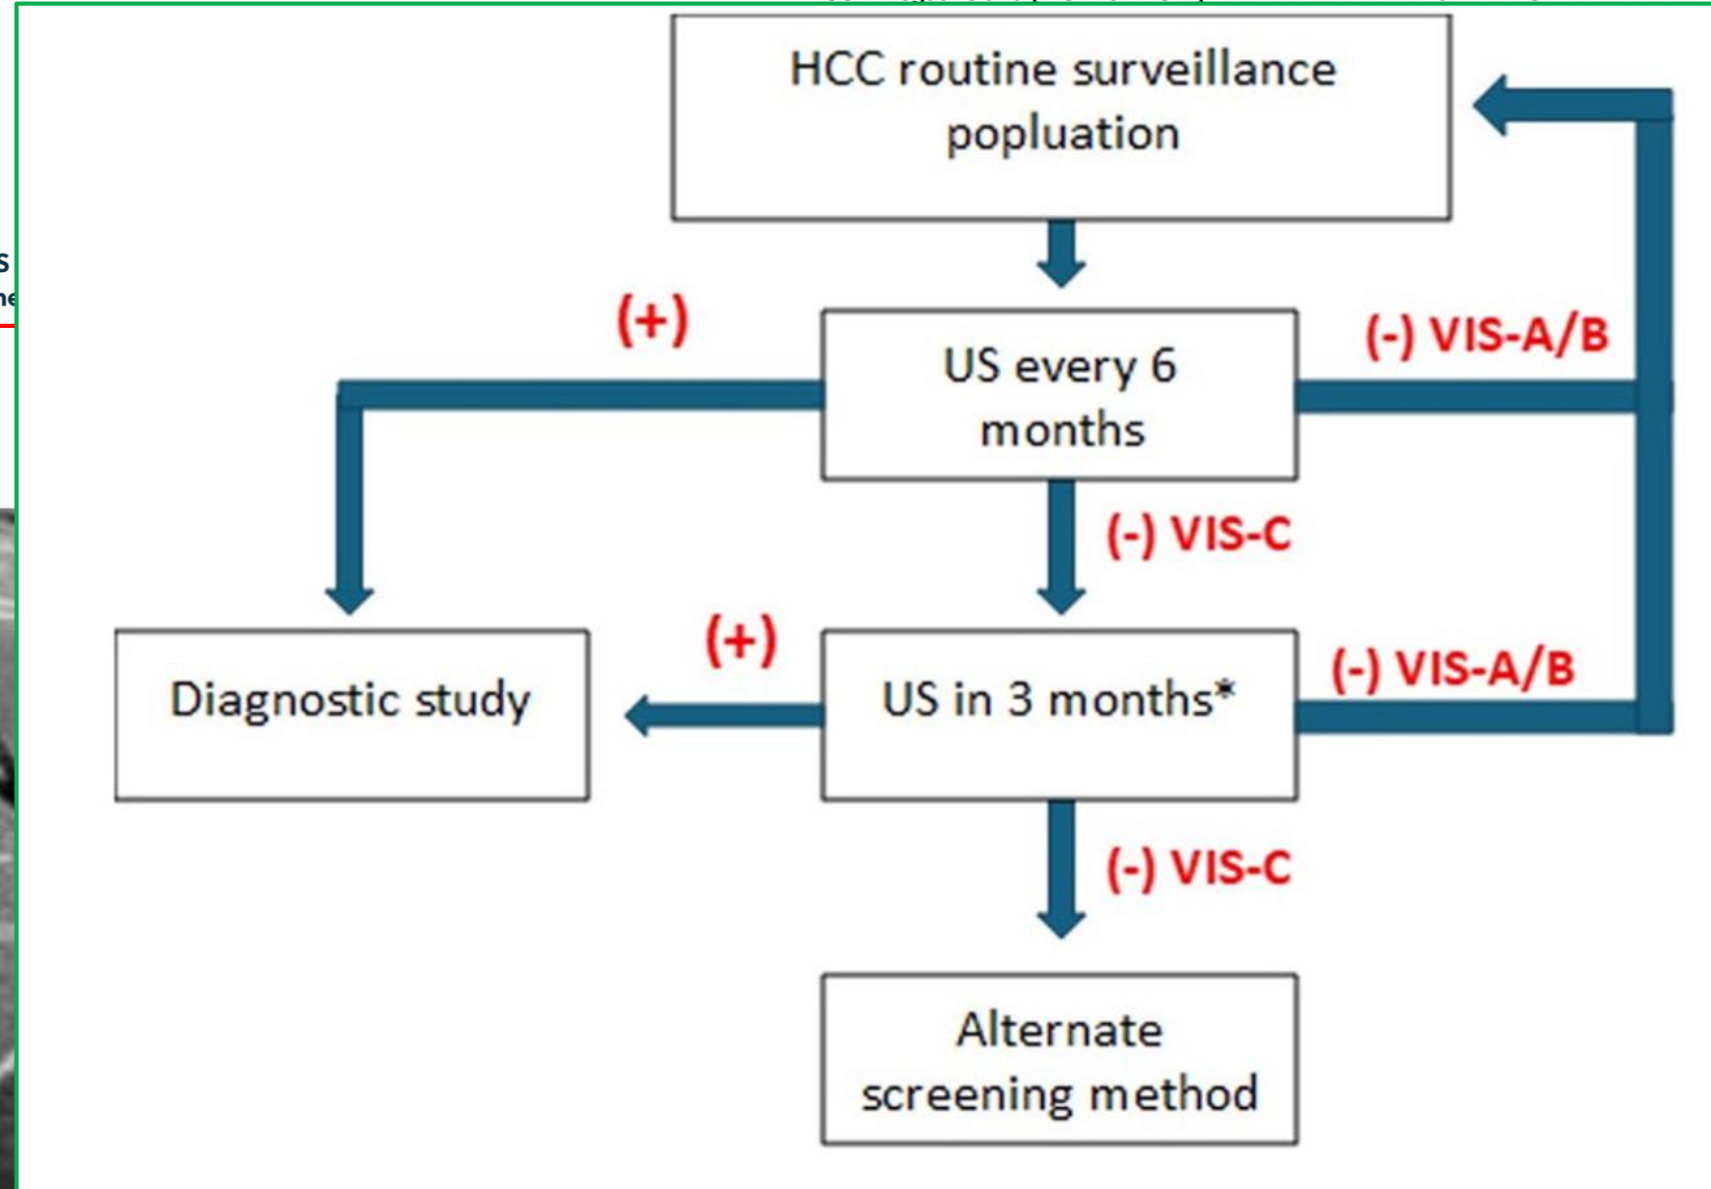 HCC routine surveillance
popluation
(+)
US every 6
months
(-) VIS-A/B
(-) VIS-C
(+)
Diagnostic study
US in 3 months*
(-) VIS-A/B
(-) VIS-C
Alternate
screening method